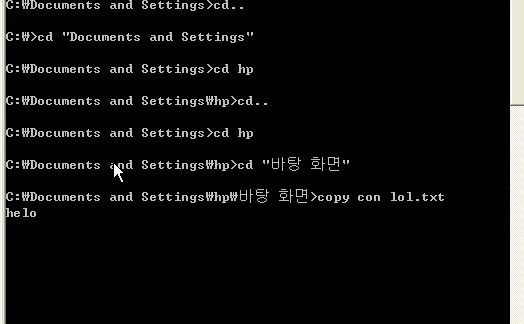 C:₩Documents and Settings>cd..
C:₩>cd "Documents and Settings"
C:₩Documents and Settings>cd hp
C:₩Documents and Settings₩hp>cd..
C:₩Documents and Settings>cd hp
C:₩Documents and Settings₩hp>cd "바탕 화면"
C:₩Documents and Settings₩hp₩바탕 화면>copy con lol.txt
helo